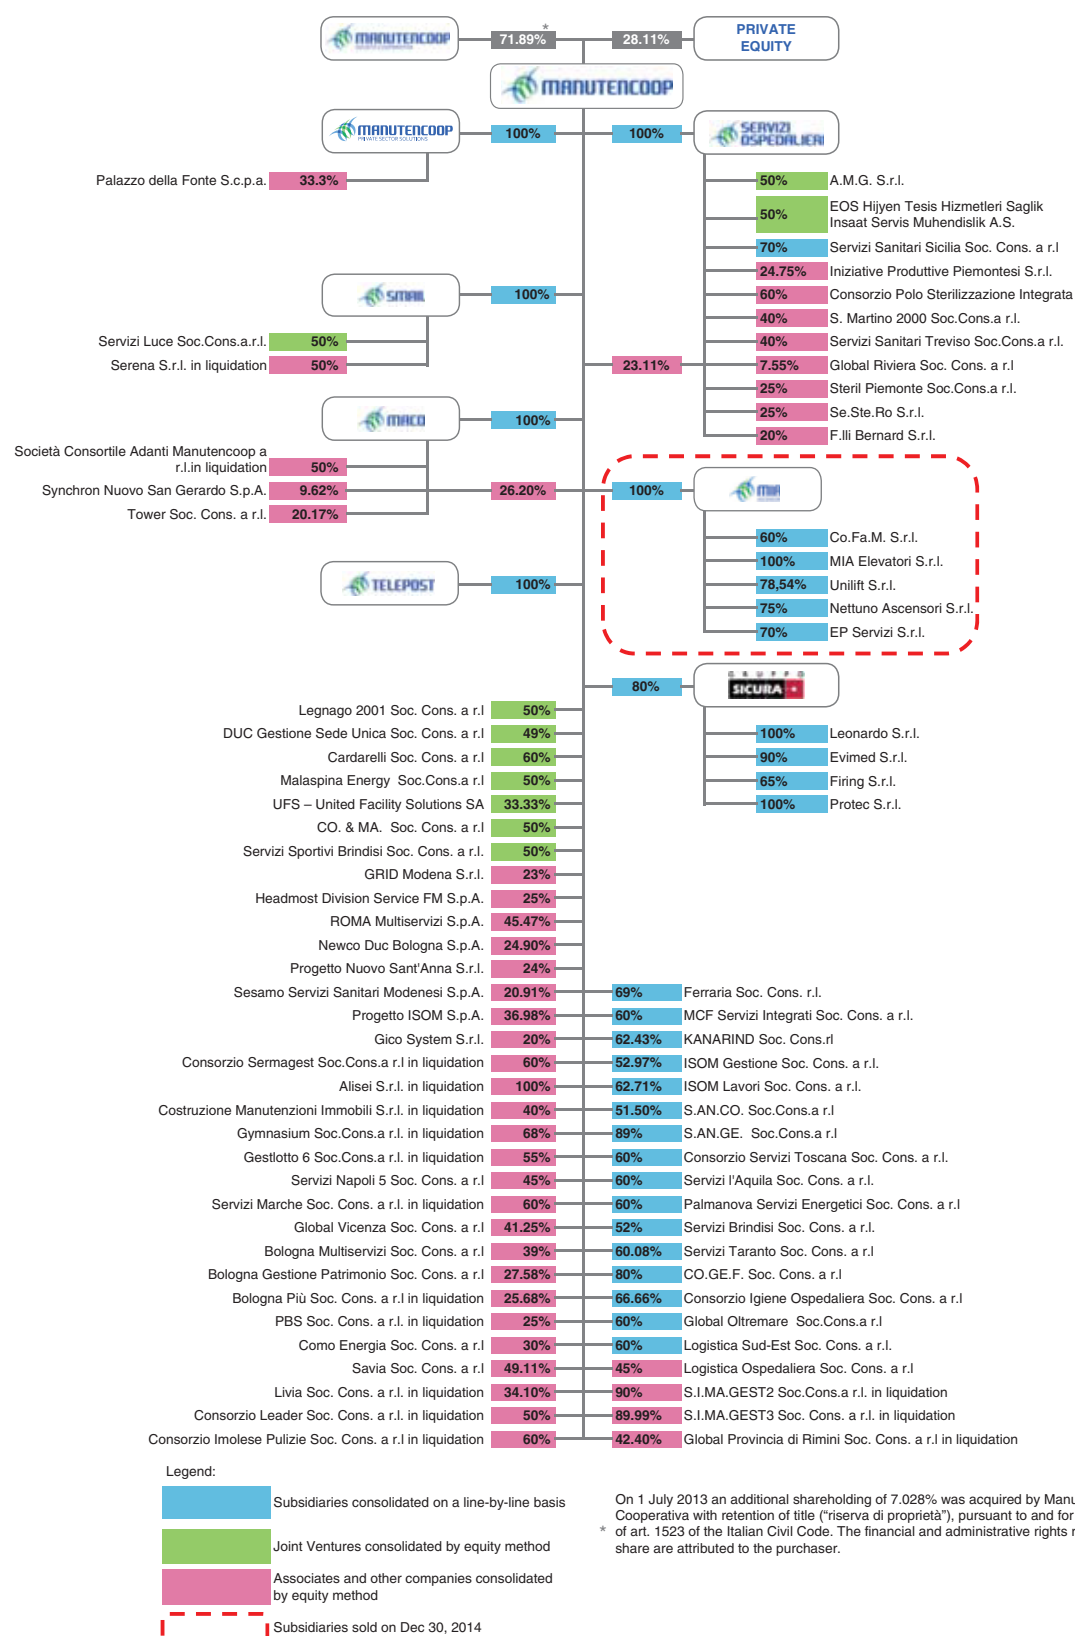 MANUTENCOOP
71.89%
*
28.11%
PRIVATE
EQUITY
MANUTENCOOP
MANUTENCOOP
PRIVATE SECTOR SOLUTIONS
100%
100%
SERVIZI
OSPEDALIERI
Palazzo della Fonte S.c.p.a.
33.3%
50%
A.M.G. S.r.l.
50%
EOS Hijyen Tesis Hizmetleri Saglik
Insaat Servis Muhendislik A.S.
70%
Servizi Sanitari Sicilia Soc. Cons. a r.l
24.75%
Iniziative Produttive Piemontesi S.r.l.
60%
Consorzio Polo Sterilizzazione Integrata
40%
S. Martino 2000 Soc.Cons.a r.l.
40%
Servizi Sanitari Treviso Soc.Cons.a r.l.
23.11%
7.55%
Global Riviera Soc. Cons. a r.l
25%
Steril Piemonte Soc.Cons.a r.l.
25%
Se.Ste.Ro S.r.l.
20%
F.lli Bernard S.r.l.
SMAIL
100%
Servizi Luce Soc.Cons.a.r.l.
50%
Serena S.r.l. in liquidation
50%
MACO
100%
Società Consortile Adanti Manutencoop a
r.l.in liquidation
50%
Synchron Nuovo San Gerardo S.p.A.
9.62%
26.20%
Tower Soc. Cons. a r.l.
20.17%
100%
MIA
60%
Co.Fa.M. S.r.l.
100%
MIA Elevatori S.r.l.
78,54%
Unilift S.r.l.
75%
Nettuno Ascensori S.r.l.
70%
EP Servizi S.r.l.
TELEPOST
100%
80%
GRUPPO
SICURA
100%
Leonardo S.r.l.
90%
Evimed S.r.l.
65%
Firing S.r.l.
100%
Protec S.r.l.
Legnago 2001 Soc. Cons. a r.l
50%
DUC Gestione Sede Unica Soc. Cons. a r.l
49%
Cardarelli Soc. Cons. a r.l
60%
Malaspina Energy Soc.Cons.a r.l
50%
UFS – United Facility Solutions SA
33.33%
CO. & MA. Soc. Cons. a r.l
50%
Servizi Sportivi Brindisi Soc. Cons. a r.l.
50%
GRID Modena S.r.l.
23%
Headmost Division Service FM S.p.A.
25%
ROMA Multiservizi S.p.A.
45.47%
Newco Duc Bologna S.p.A.
24.90%
Progetto Nuovo Sant'Anna S.r.l.
24%
Sesamo Servizi Sanitari Modenesi S.p.A.
20.91%
69%
Ferraria Soc. Cons. r.l.
Progetto ISOM S.p.A.
36.98%
60%
MCF Servizi Integrati Soc. Cons. a r.l.
Gico System S.r.l.
20%
62.43%
KANARIND Soc. Cons.rl
Consorzio Sermagest Soc.Cons.a r.l in liquidation
60%
52.97%
ISOM Gestione Soc. Cons. a r.l.
Alisei S.r.l. in liquidation
100%
62.71%
ISOM Lavori Soc. Cons. a r.l.
Costruzione Manutenzioni Immobili S.r.l. in liquidation
40%
51.50%
S.AN.CO. Soc.Cons.a r.l
Gymnasium Soc.Cons.a r.l. in liquidation
68%
89%
S.AN.GE. Soc.Cons.a r.l
Gestlotto 6 Soc.Cons.a r.l. in liquidation
55%
60%
Consorzio Servizi Toscana Soc. Cons. a r.l.
Servizi Napoli 5 Soc. Cons. a r.l
45%
60%
Servizi l'Aquila Soc. Cons. a r.l.
Servizi Marche Soc. Cons. a r.l. in liquidation
60%
60%
Palmanova Servizi Energetici Soc. Cons. a r.l
Global Vicenza Soc. Cons. a r.l
41.25%
52%
Servizi Brindisi Soc. Cons. a r.l.
Bologna Multiservizi Soc. Cons. a r.l
39%
60.08%
Servizi Taranto Soc. Cons. a r.l
Bologna Gestione Patrimonio Soc. Cons. a r.l
27.58%
80%
CO.GE.F. Soc. Cons. a r.l
Bologna Più Soc. Cons. a r.l in liquidation
25.68%
66.66%
Consorzio Igiene Ospedaliera Soc. Cons. a r.l
PBS Soc. Cons. a r.l. in liquidation
25%
60%
Global Oltremare Soc.Cons.a r.l
Como Energia Soc. Cons. a r.l
30%
60%
Logistica Sud-Est Soc. Cons. a r.l.
Savia Soc. Cons. a r.l
49.11%
45%
Logistica Ospedaliera Soc. Cons. a r.l
Livia Soc. Cons. a r.l. in liquidation
34.10%
90%
S.I.MA.GEST2 Soc.Cons.a r.l. in liquidation
Consorzio Leader Soc. Cons. a r.l. in liquidation
50%
89.99%
S.I.MA.GEST3 Soc. Cons. a r.l. in liquidation
Consorzio Imolese Pulizie Soc. Cons. a r.l in liquidation
60%
42.40%
Global Provincia di Rimini Soc. Cons. a r.l in liquidation
Legend:
Subsidiaries consolidated on a line-by-line basis
Joint Ventures consolidated by equity method
Associates and other companies consolidated
by equity method
Subsidiaries sold on Dec 30, 2014
On 1 July 2013 an additional shareholding of 7.028% was acquired by Manu
Cooperativa with retention of title (“riserva di proprietà”), pursuant to and for
* of art. 1523 of the Italian Civil Code. The financial and administrative rights r
share are attributed to the purchaser.